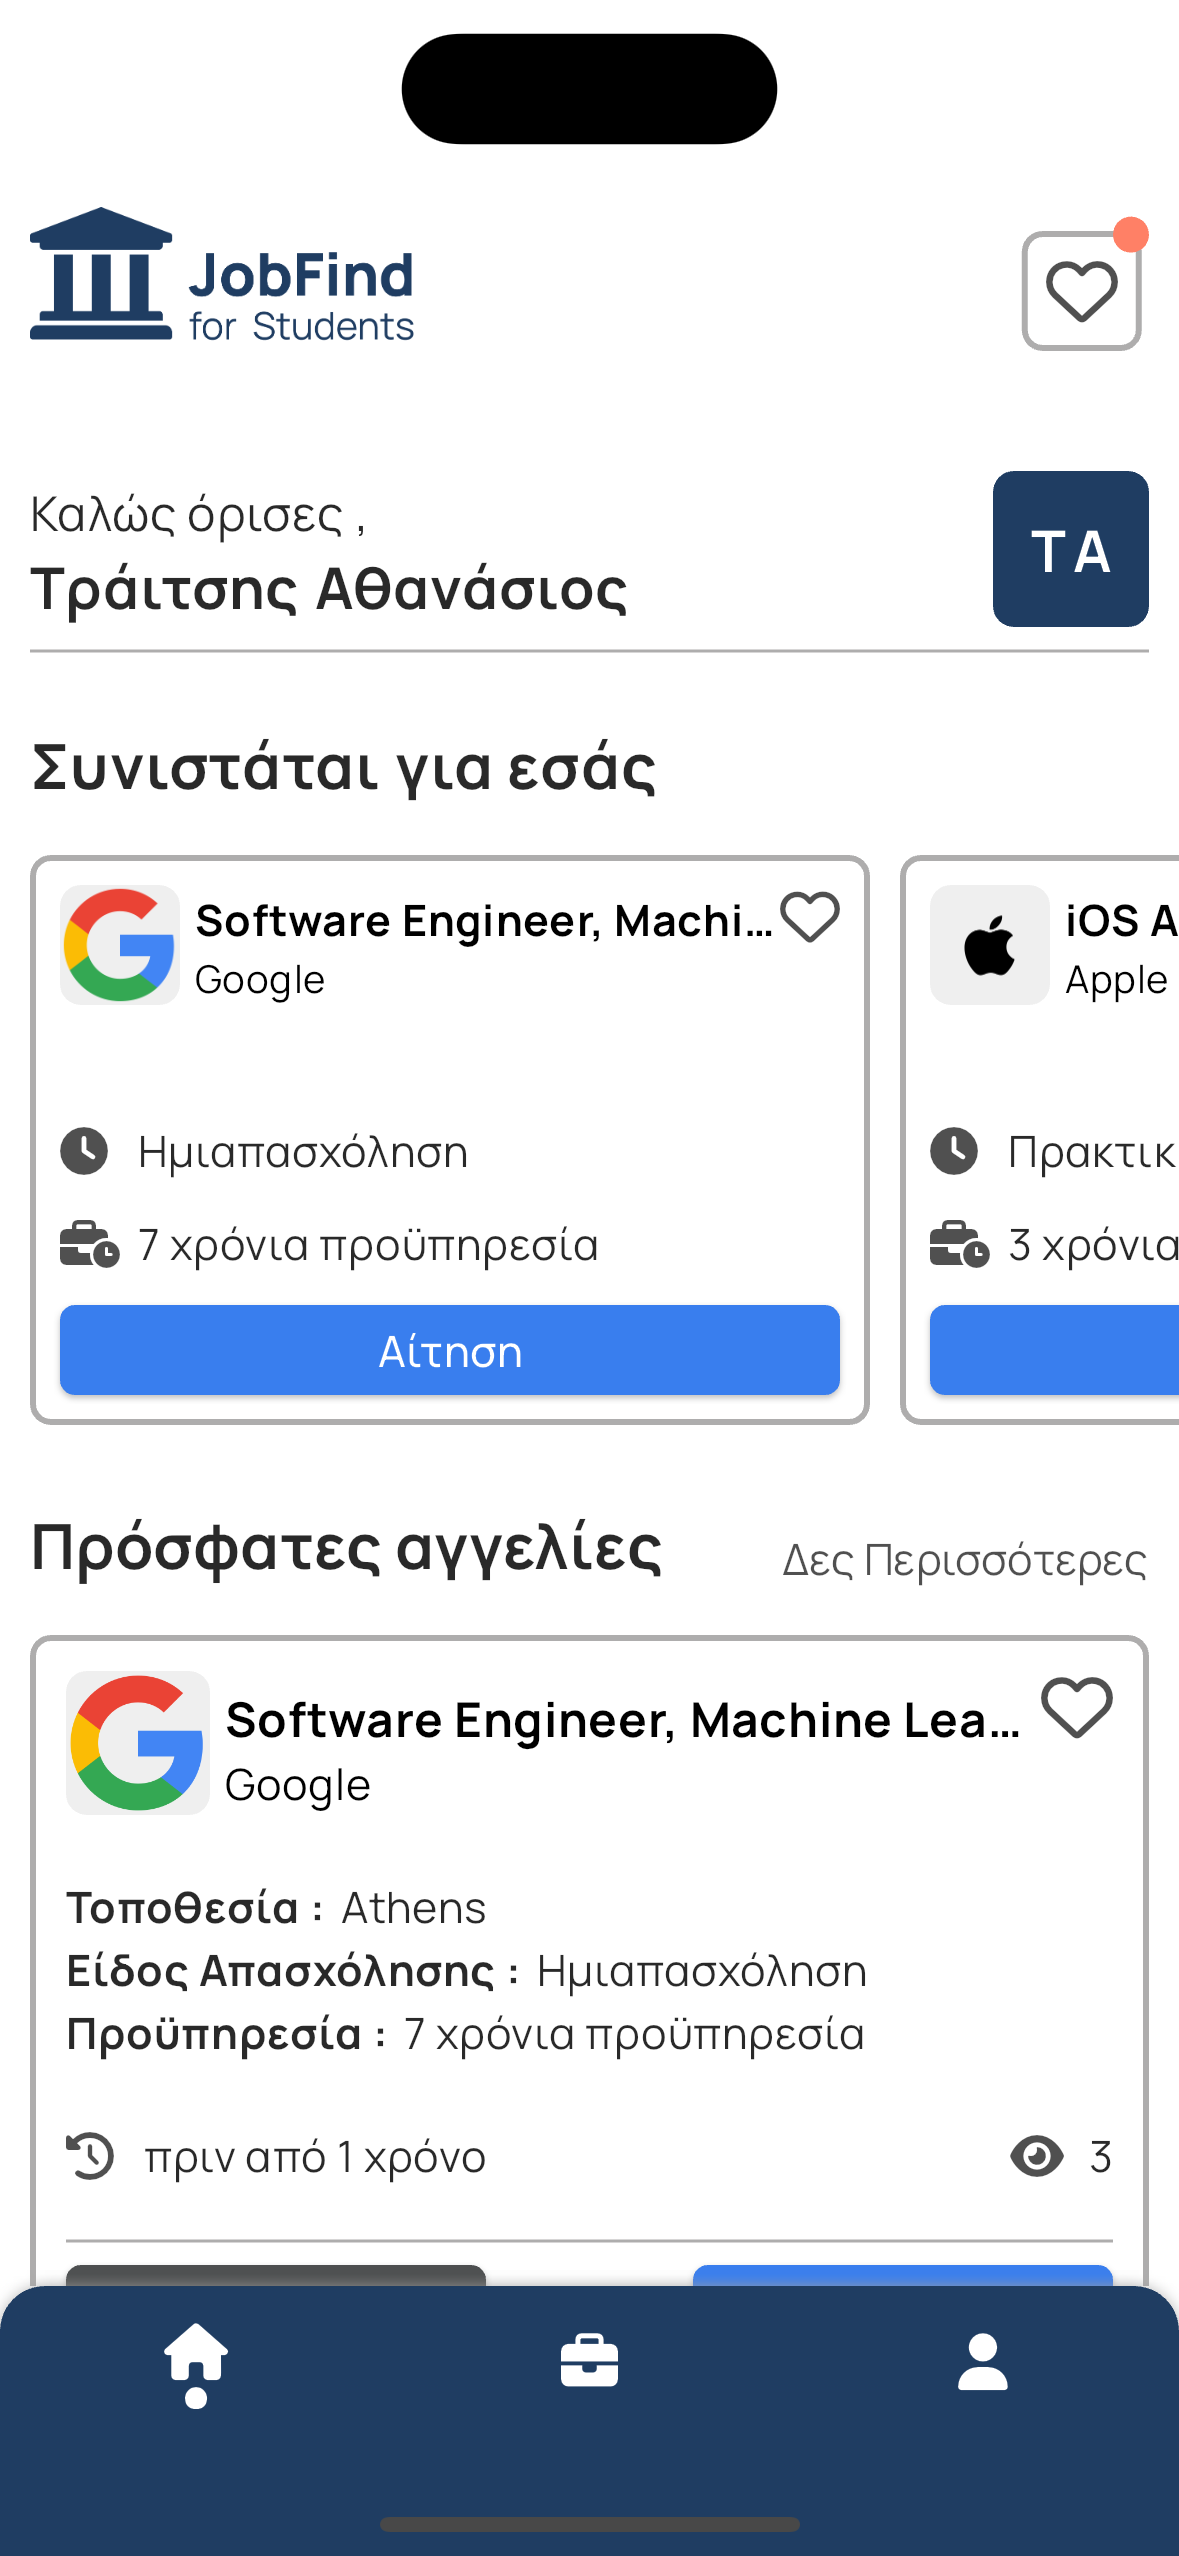 JobFind
for Students
Καλώς όρισες ,
Τράιτσης Αθανάσιος
ΤΑ
Συνιστάται για εσάς
Software Engineer, Machi...
Google
Ημιαπασχόληση
7 χρόνια προϋπηρεσία
Αίτηση
iOS A
Apple
Πρακτικ
3 χρόνια
Πρόσφατες αγγελίες
Δες Περισσότερες
Software Engineer, Machine Lea...
Google
Τοποθεσία : Athens
Είδος Απασχόλησης : Ημιαπασχόληση
Προϋπηρεσία : 7 χρόνια προϋπηρεσία
πριν από 1 χρόνο
3